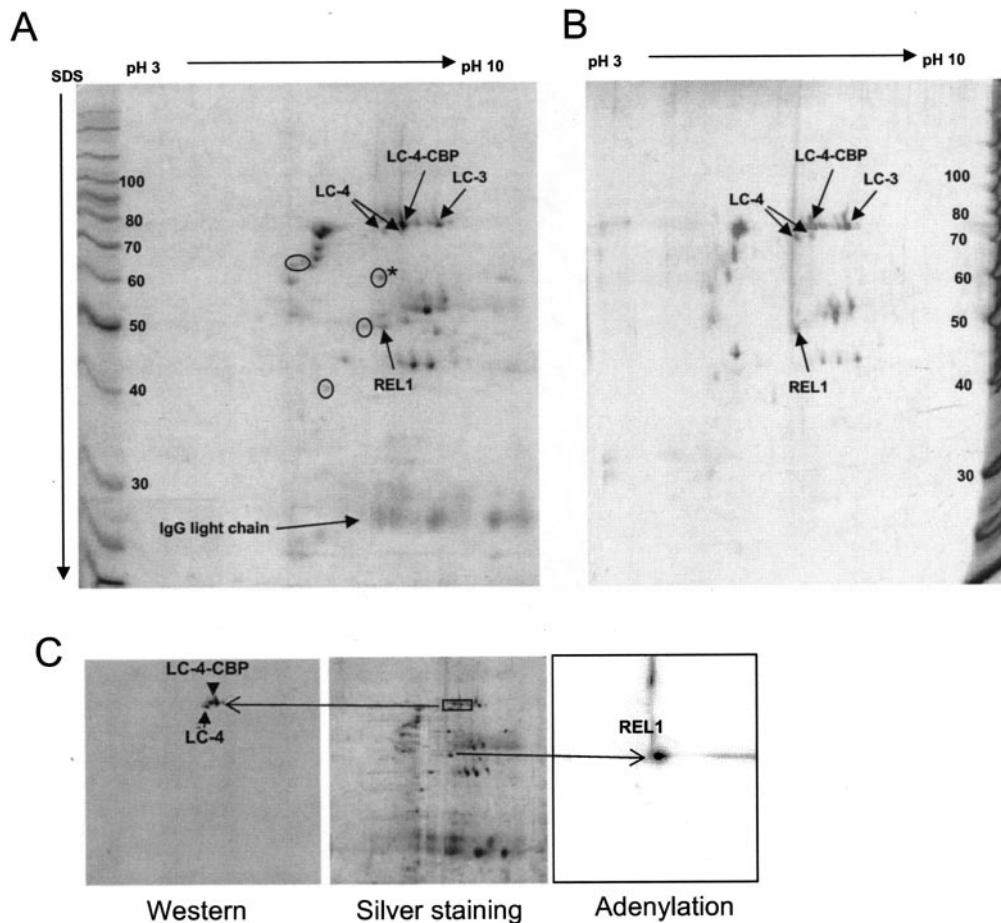 A
SDS
pH 3
pH 10
LC-4-CBP
LC-4
LC-3
100
80
70
60
*
50
REL1
40
30
IgG light chain
B
pH 3
pH 10
LC-4-CBP
LC-4
LC-3
100
80
70
60
50
REL1
40
30
C
LC-4-CBP
LC-4
REL1
Western
Silver staining
Adenylation